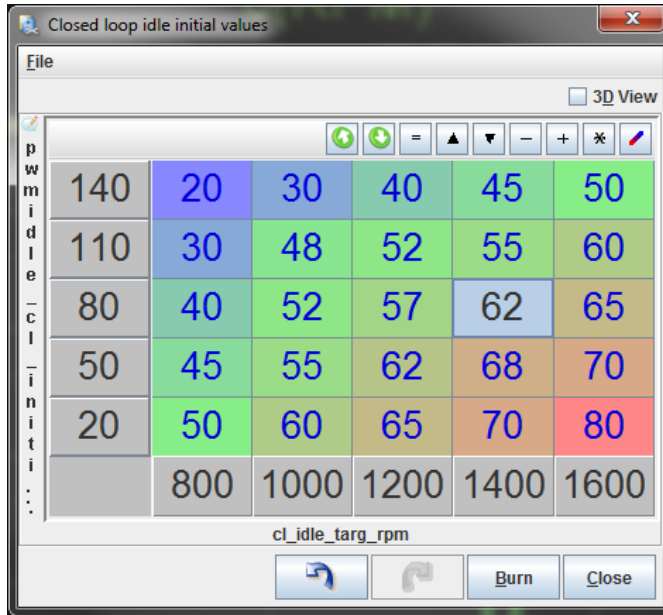 Closed loop idle initial values
File
3D View
= - + *
pwmidle_cl_initi...
140 20 30 40 45 50
110 30 48 52 55 60
80 40 52 57 62 65
50 45 55 62 68 70
20 50 60 65 70 80
800 1000 1200 1400 1600
cl_idle_targ_rpm
Burn Close